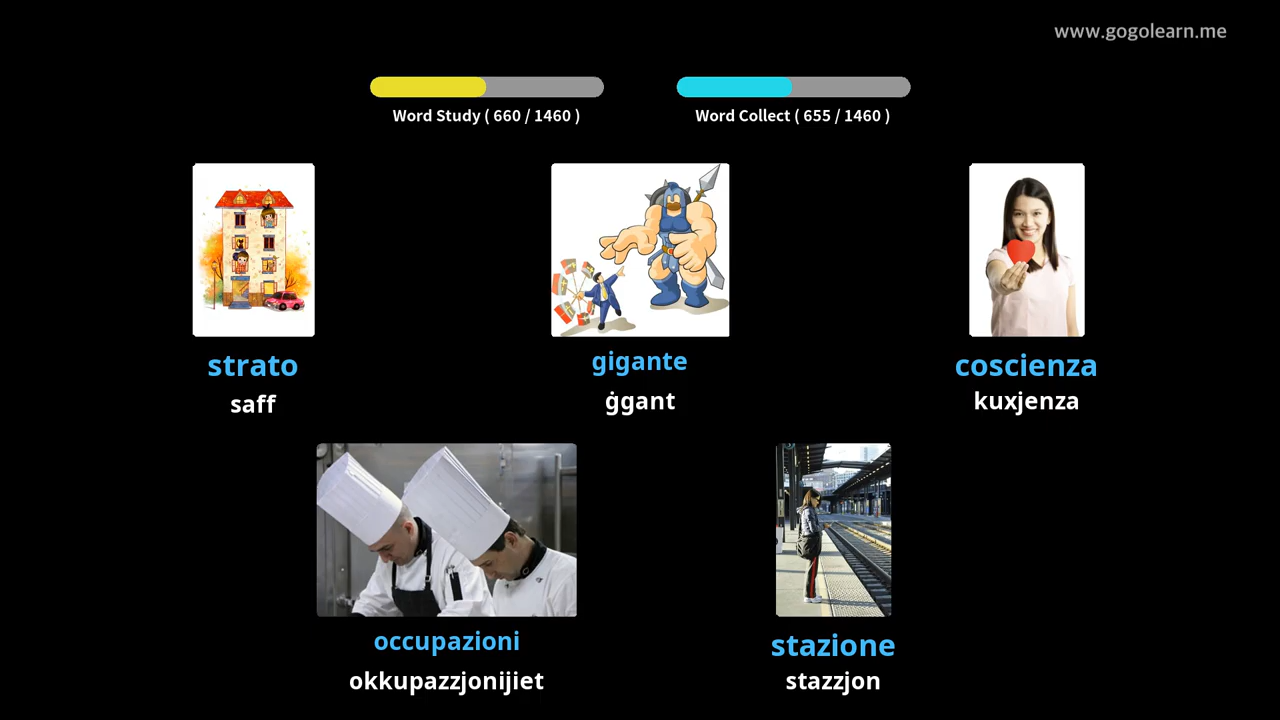 www.gogolearn.me
Word Study ( 660 / 1460 )
Word Collect ( 655 / 1460 )
strato
saff
gigante
ġgant
coscienza
kuxjenza
occupazioni
okkupazzjonijiet
stazione
stazzjon